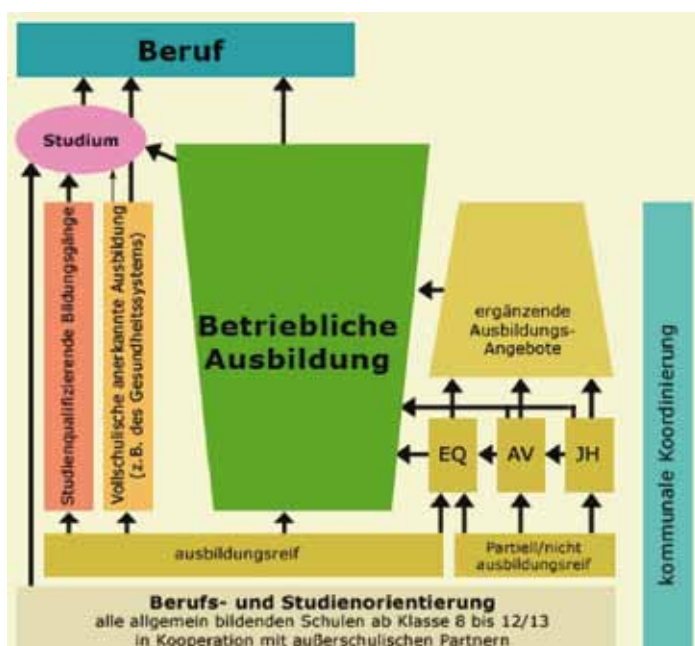 Beruf
Studium
Studienqualifizierende Bildungsgänge
Vollschulische anerkannte Ausbildung
(z.B. des Gesundheitssystems)
Betriebliche
Ausbildung
ergänzende
Ausbildungs-
Angebote
EQ
AV
JH
kommunale Koordinierung
ausbildungsreif
Partiell/nicht
ausbildungsreif
Berufs- und Studienorientierung
alle allgemein bildenden Schulen ab Klasse 8 bis 12/13
in Kooperation mit außerschulischen Partnern